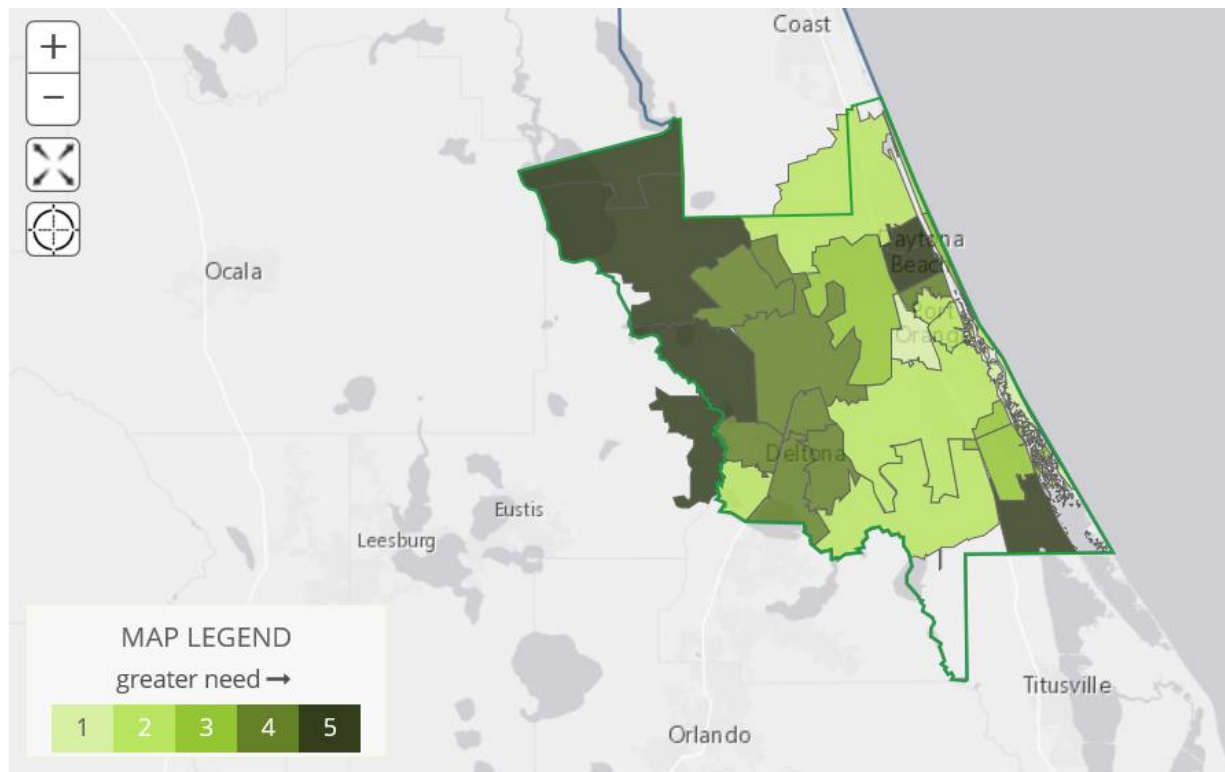 Coast
+
−
Ocala
Daytona
Beach
Port
Orange
Deltona
Eustis
Leesburg
MAP LEGEND
greater need →
1 2 3 4 5
Titusville
Orlando